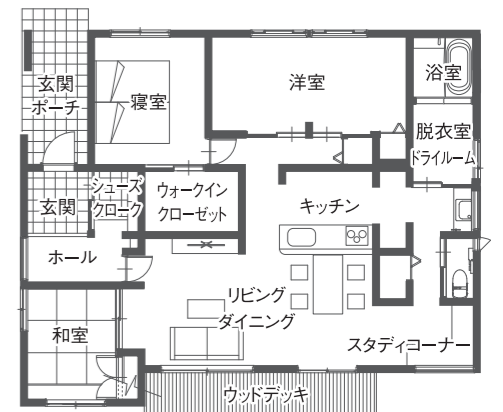 玄関
ポーチ
寝室
洋室
浴室
脱衣室
ドライルーム
玄関
シューズ
クローク
ウォークイン
クローゼット
キッチン
ホール
リビング
ダイニング
和室
スタディコーナー
ウッドデッキ